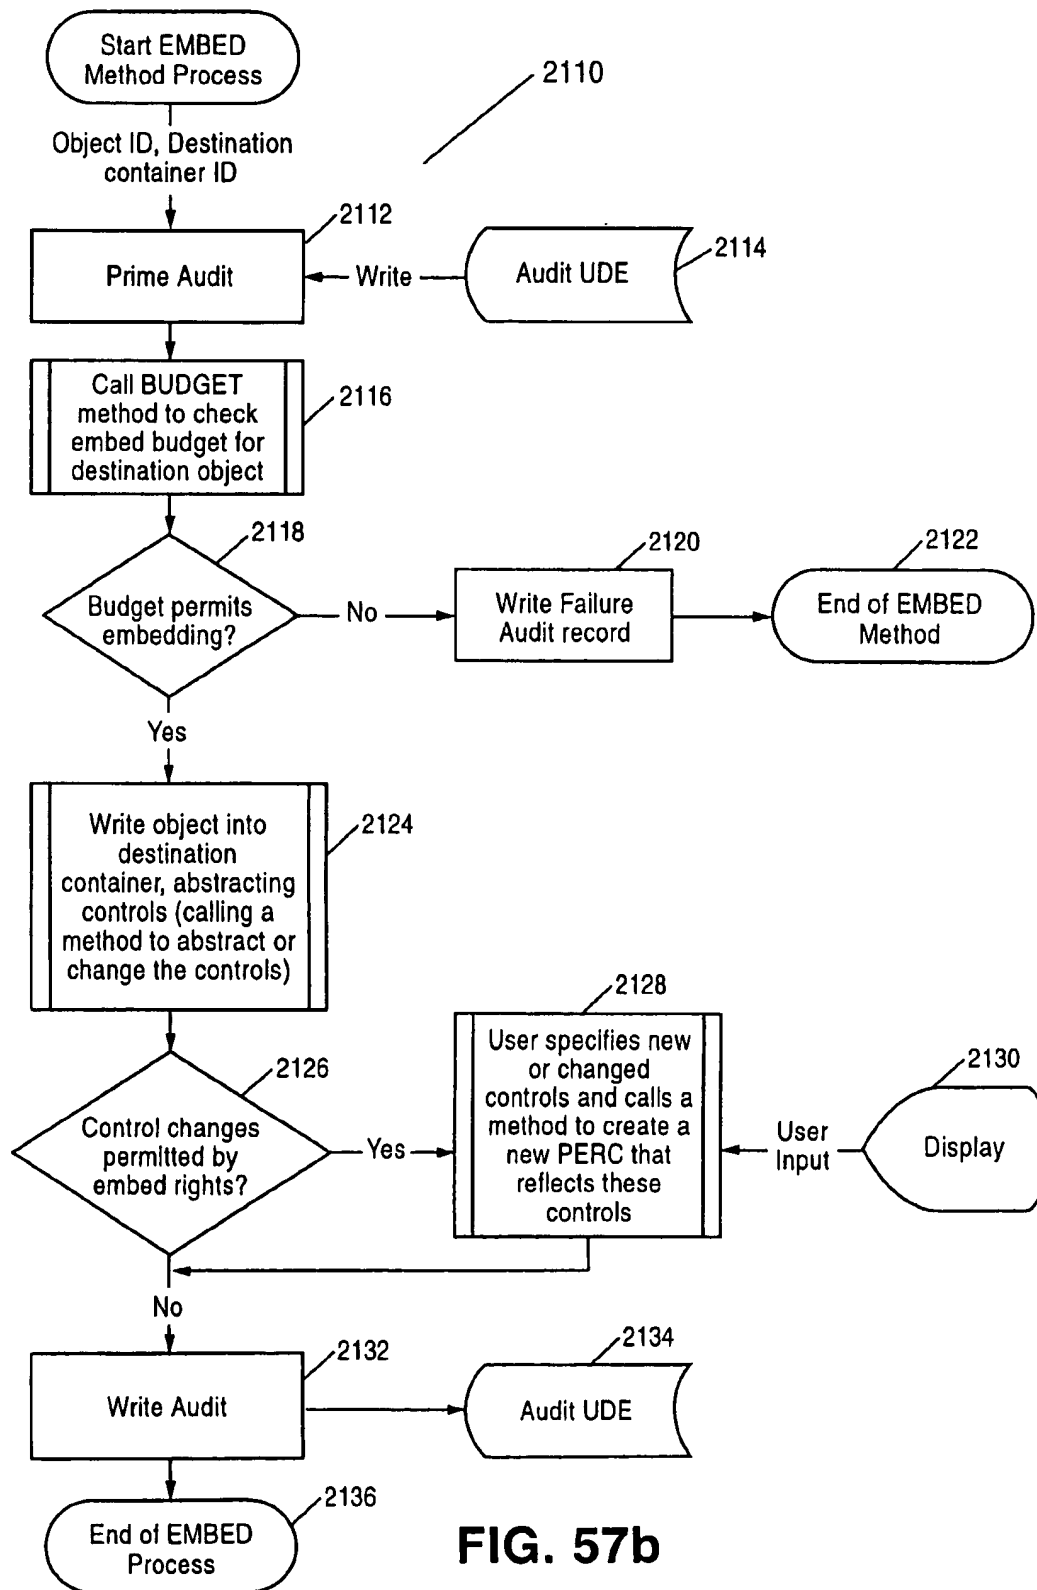 Start EMBED
Method Process
2110
Object ID, Destination
container ID
2112
Prime Audit
Write
Audit UDE
2114
Call BUDGET
method to check
embed budget for
destination object
2116
2118
Budget permits
embedding?
No
2120
Write Failure
Audit record
2122
End of EMBED
Method
Yes
Write object into
destination
container, abstracting
controls (calling a
method to abstract or
change the controls)
2124
2126
Control changes
permitted by
embed rights?
Yes
2128
User specifies new
or changed
controls and calls a
method to create a
new PERC that
reflects these
controls
User
Input
2130
Display
No
2132
Write Audit
2134
Audit UDE
2136
End of EMBED
Process
FIG. 57b